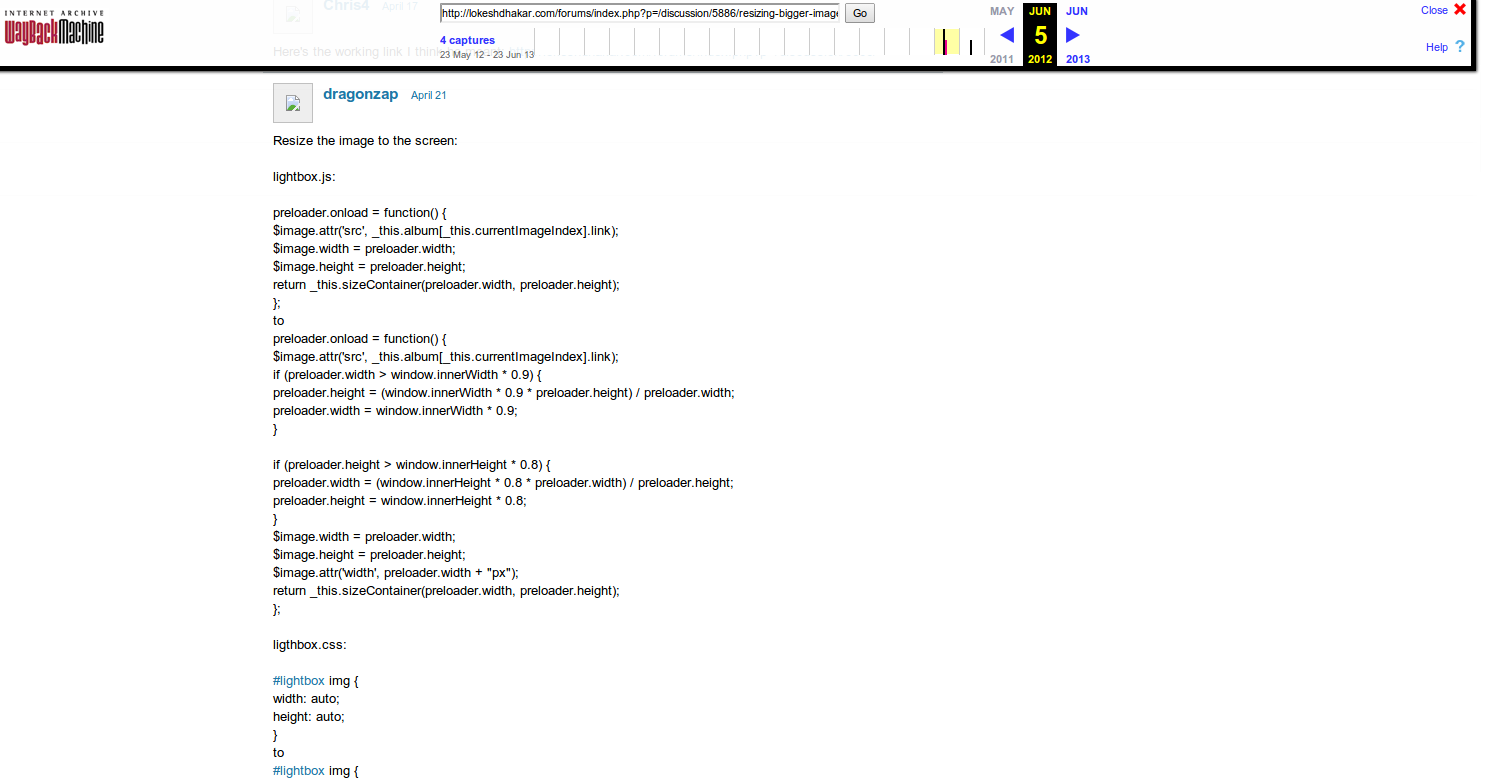 INTERNET ARCHIVE
WayBackMachine
http://lokeshdhakar.com/forums/index.php?p=/discussion/5886/resizing-bigger-image
Go
4 captures
23 May 12 - 23 Jun 13
MAY
JUN
JUN
5
2011
2012
2013
Close
Help ?
Chris4 April 17
Here's the working link I think
dragonzap April 21
Resize the image to the screen:
lightbox.js:
preloader.onload = function() {
$image.attr('src', _this.album[_this.currentImageIndex].link);
$image.width = preloader.width;
$image.height = preloader.height;
return _this.sizeContainer(preloader.width, preloader.height);
};
to
preloader.onload = function() {
$image.attr('src', _this.album[_this.currentImageIndex].link);
if (preloader.width > window.innerWidth * 0.9) {
preloader.height = (window.innerWidth * 0.9 * preloader.height) / preloader.width;
preloader.width = window.innerWidth * 0.9;
}
if (preloader.height > window.innerHeight * 0.8) {
preloader.width = (window.innerHeight * 0.8 * preloader.width) / preloader.height;
preloader.height = window.innerHeight * 0.8;
}
$image.width = preloader.width;
$image.height = preloader.height;
$image.attr('width', preloader.width + "px");
return _this.sizeContainer(preloader.width, preloader.height);
};
ligthbox.css:
#lightbox img {
width: auto;
height: auto;
}
to
#lightbox img {